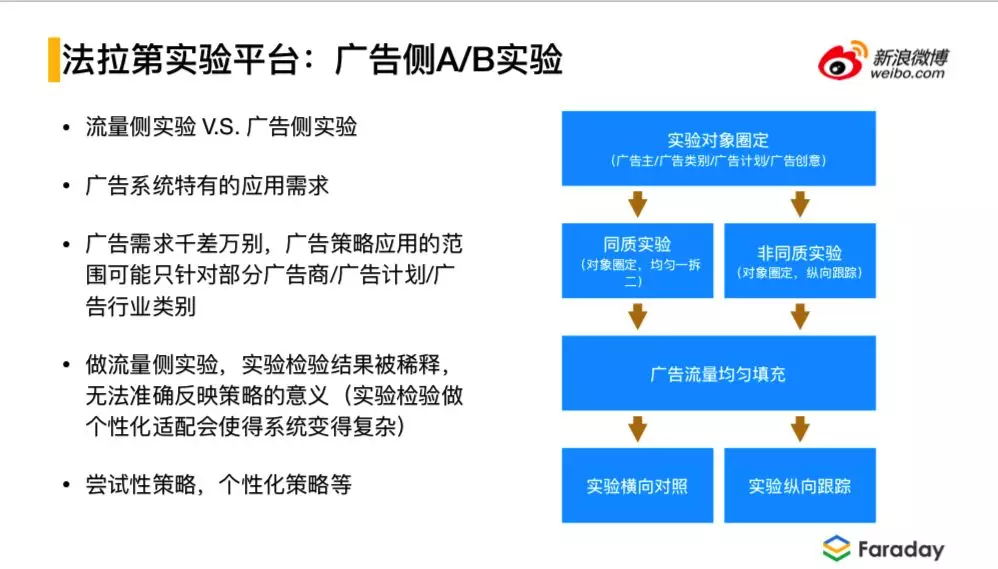 法拉第实验平台：广告侧A/B实验
新浪微博
weibo.com
• 流量侧实验 V.S. 广告侧实验
• 广告系统特有的应用需求
• 广告需求千差万别，广告策略应用的范
围可能只针对部分广告商/广告计划/广
告行业类别
• 做流量侧实验，实验检验结果被稀释，
无法准确反映策略的意义（实验检验做
个性化适配会使得系统变得复杂）
• 尝试性策略，个性化策略等
实验对象圈定
（广告主/广告类别/广告计划/广告创意）
同质实验
（对象圈定，均匀一拆
二）
非同质实验
（对象圈定，纵向跟踪）
广告流量均匀填充
实验横向对照
实验纵向跟踪
Faraday